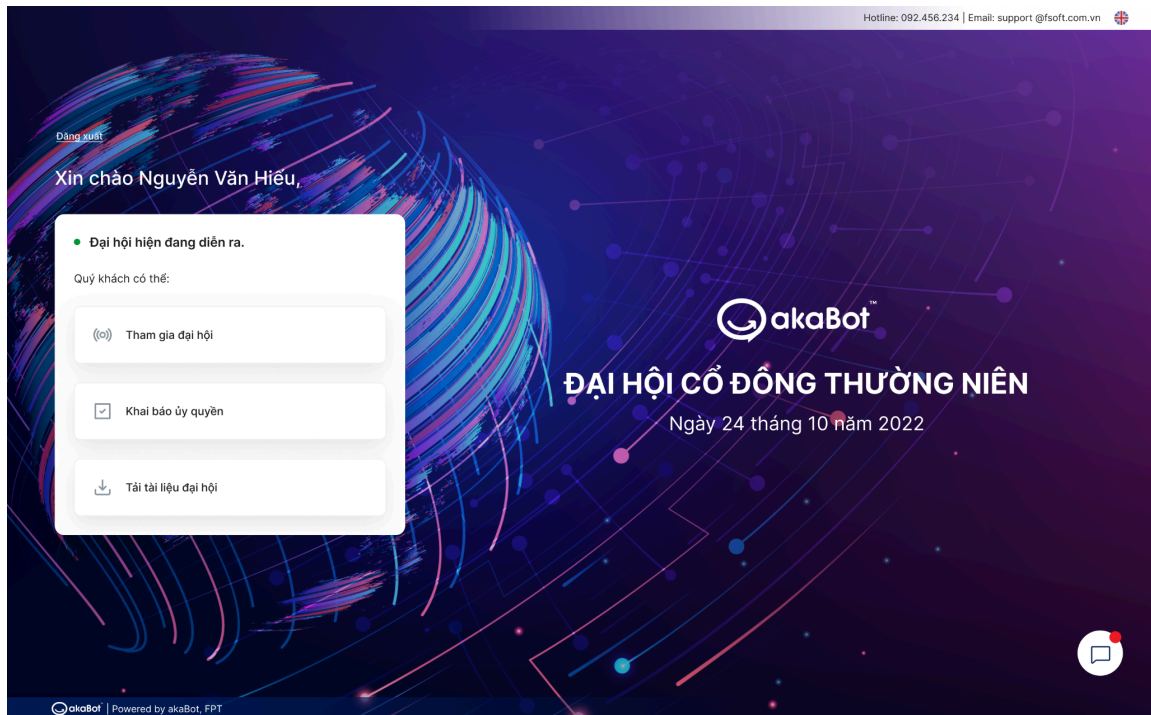 Hotline: 092.456.234 | Email: support @fsoft.com.vn
Đăng xuất
Xin chào Nguyễn Văn Hiếu,
Đại hội hiện đang diễn ra.
Quý khách có thể:
Tham gia đại hội
Khai báo ủy quyền
Tải tài liệu đại hội
akaBot™
ĐẠI HỘI CỔ ĐÔNG THƯỜNG NIÊN
Ngày 24 tháng 10 năm 2022
akaBot | Powered by akaBot, FPT